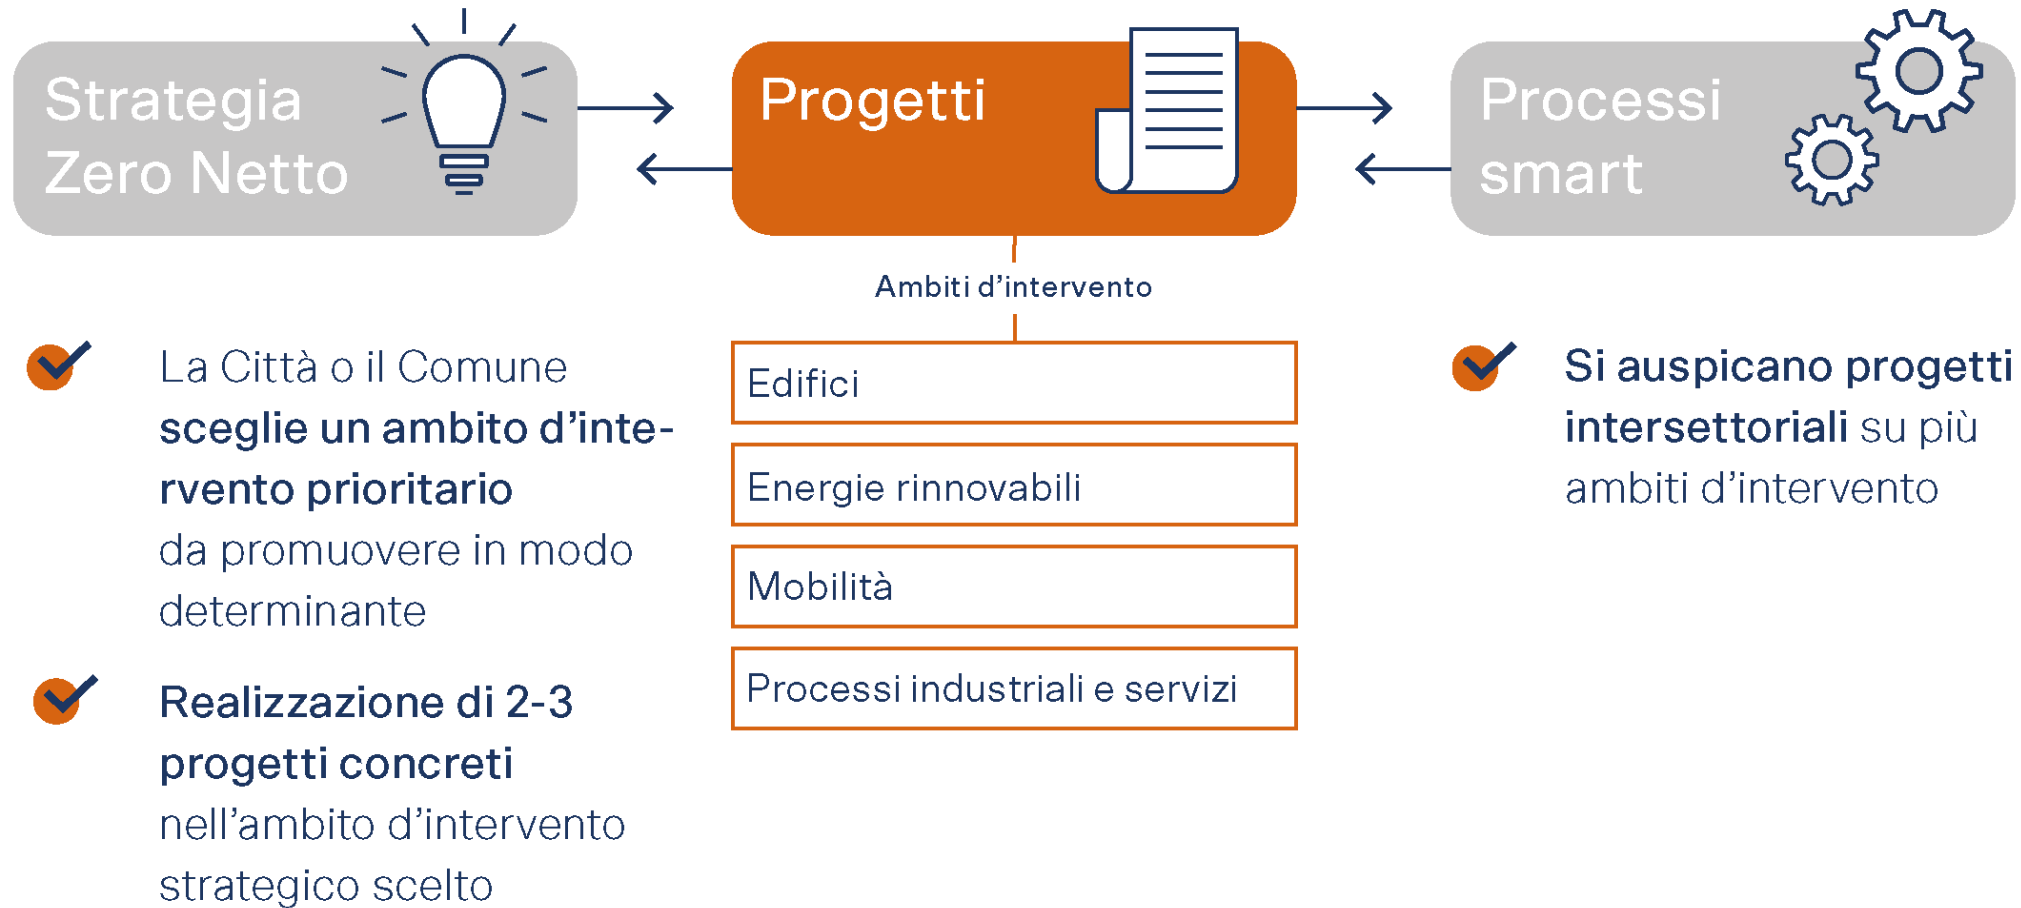 Strategia
Zero Netto
Progetti
Processi
smart
Ambiti d'intervento
La Città o il Comune
sceglie un ambito d'inte-
rvento prioritario
da promuovere in modo
determinante
Realizzazione di 2-3
progetti concreti
nell'ambito d'intervento
strategico scelto
Edifici
Energie rinnovabili
Mobilità
Processi industriali e servizi
Si auspicano progetti
intersettoriali su più
ambiti d'intervento